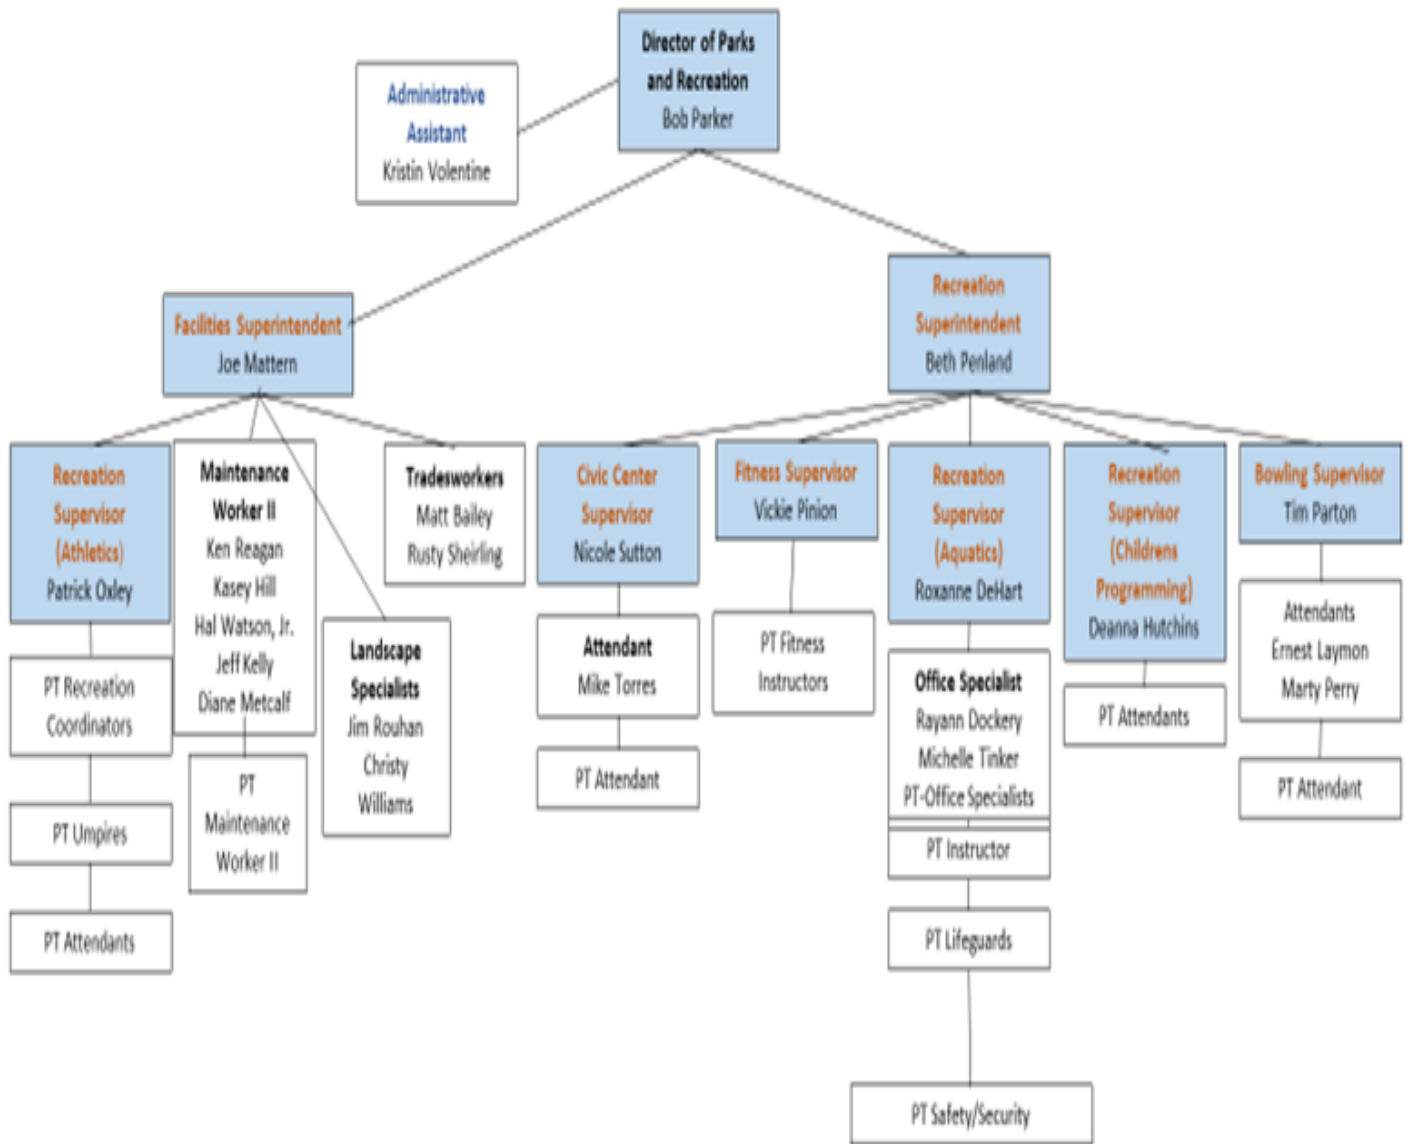 Director of Parks
and Recreation
Bob Parker
Administrative
Assistant
Kristin Volentine
Facilities Superintendent
Joe Mattern
Recreation
Superintendent
Beth Penland
Recreation
Supervisor
(Athletics)
Patrick Oxley
PT Recreation
Coordinators
PT Umpires
PT Attendants
Maintenance
Worker II
Ken Reagan
Kasey Hill
Hal Watson, Jr.
Jeff Kelly
Diane Metcalf
PT
Maintenance
Worker II
Landscape
Specialists
Jim Rouhan
Christy
Williams
Tradesworkers
Matt Bailey
Rusty Sheirling
Civic Center
Supervisor
Nicole Sutton
Attendant
Mike Torres
PT Attendant
Fitness Supervisor
Vickie Pinion
PT Fitness
Instructors
Recreation
Supervisor
(Aquatics)
Roxanne DeHart
Office Specialist
Rayann Dockery
Michelle Tinker
PT-Office Specialists
PT Instructor
PT Lifeguards
PT Safety/Security
Recreation
Supervisor
(Childrens
Programming)
Deanna Hutchins
PT Attendants
Bowling Supervisor
Tim Parton
Attendants
Ernest Laymon
Marty Perry
PT Attendant